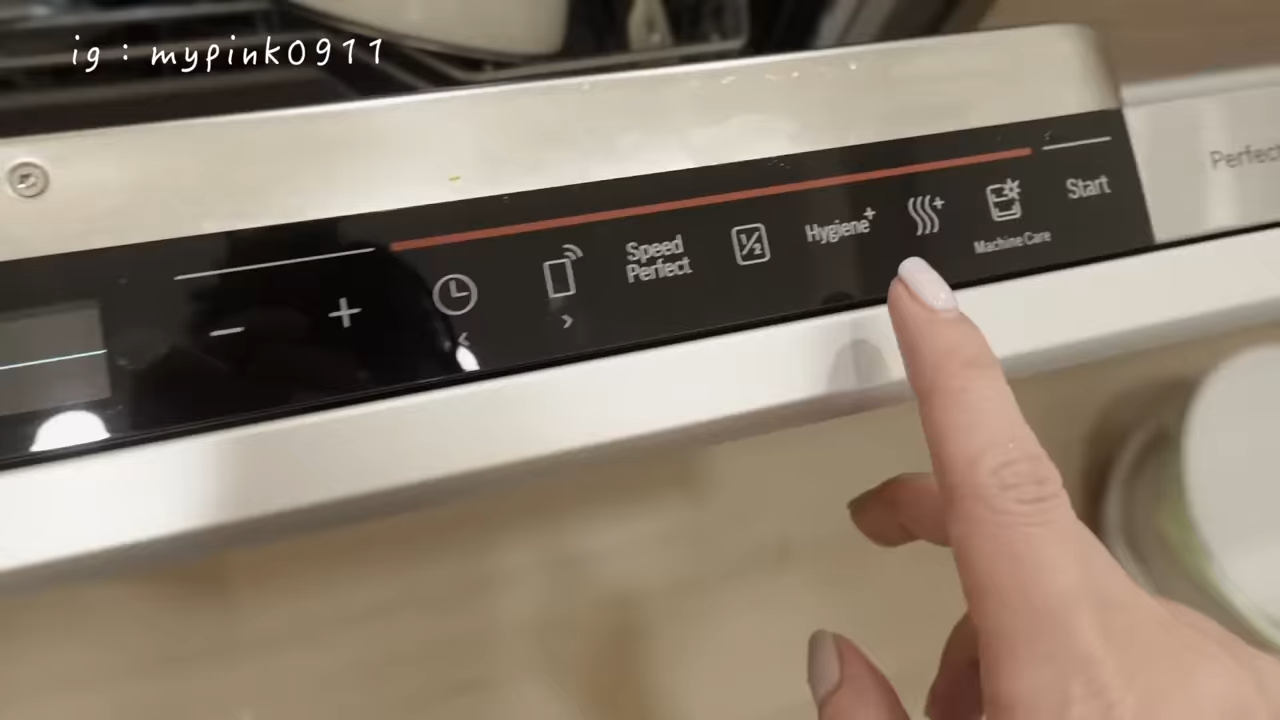 ig : mypink0911
Speed
Perfect
1/2
Hygiene+
Machine Care
Start
Perfect